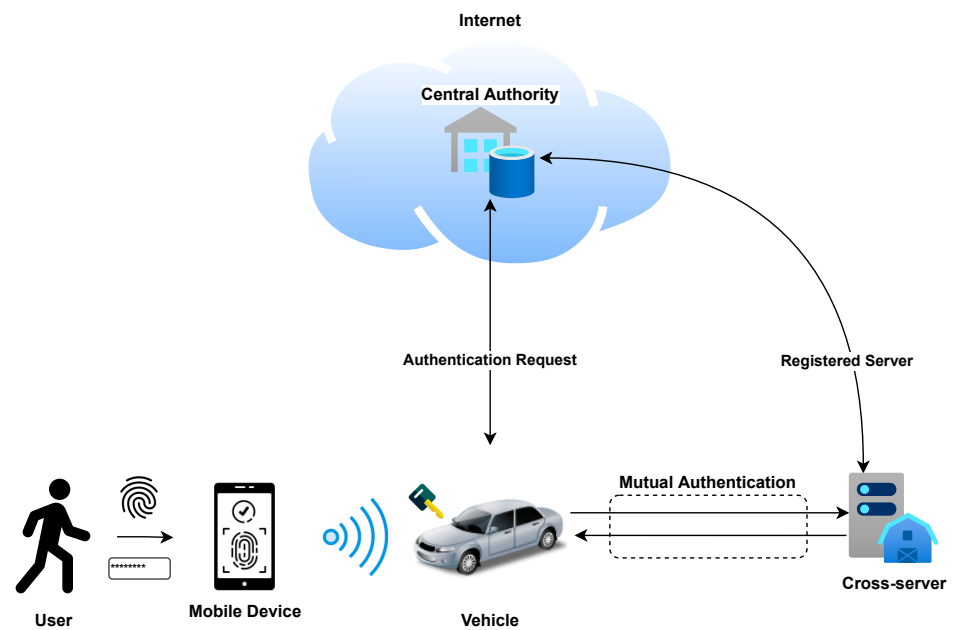 Internet
Central Authority
Authentication Request
Registered Server
Mutual Authentication
********
User
Mobile Device
Vehicle
Cross-server